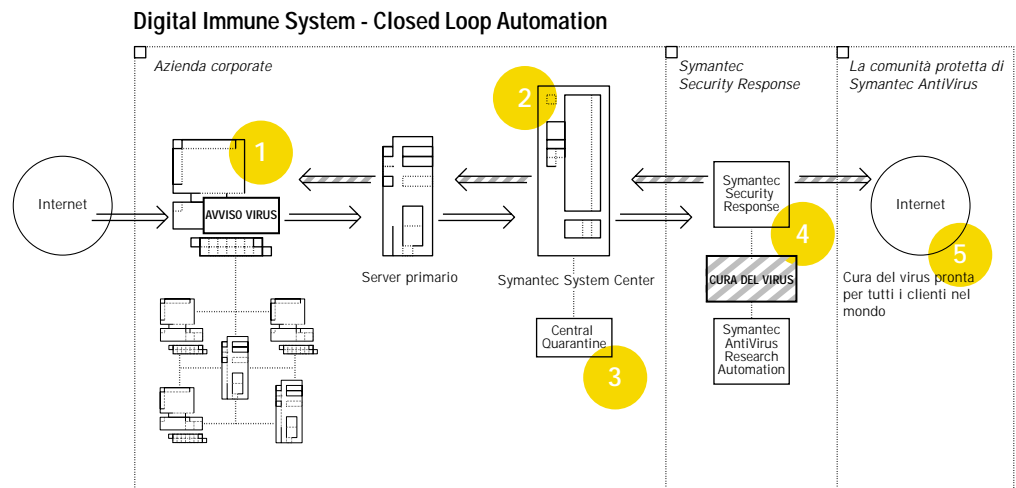 Digital Immune System - Closed Loop Automation
Azienda corporate
Symantec
Security Response
La comunità protetta di
Symantec AntiVirus
1
2
Internet
AVVISO VIRUS
Server primario
Symantec System Center
Central
Quarantine
3
Symantec
Security
Response
4
CURA DEL VIRUS
Symantec
AntiVirus
Research
Automation
Internet
5
Cura del virus pronta
per tutti i clienti nel
mondo